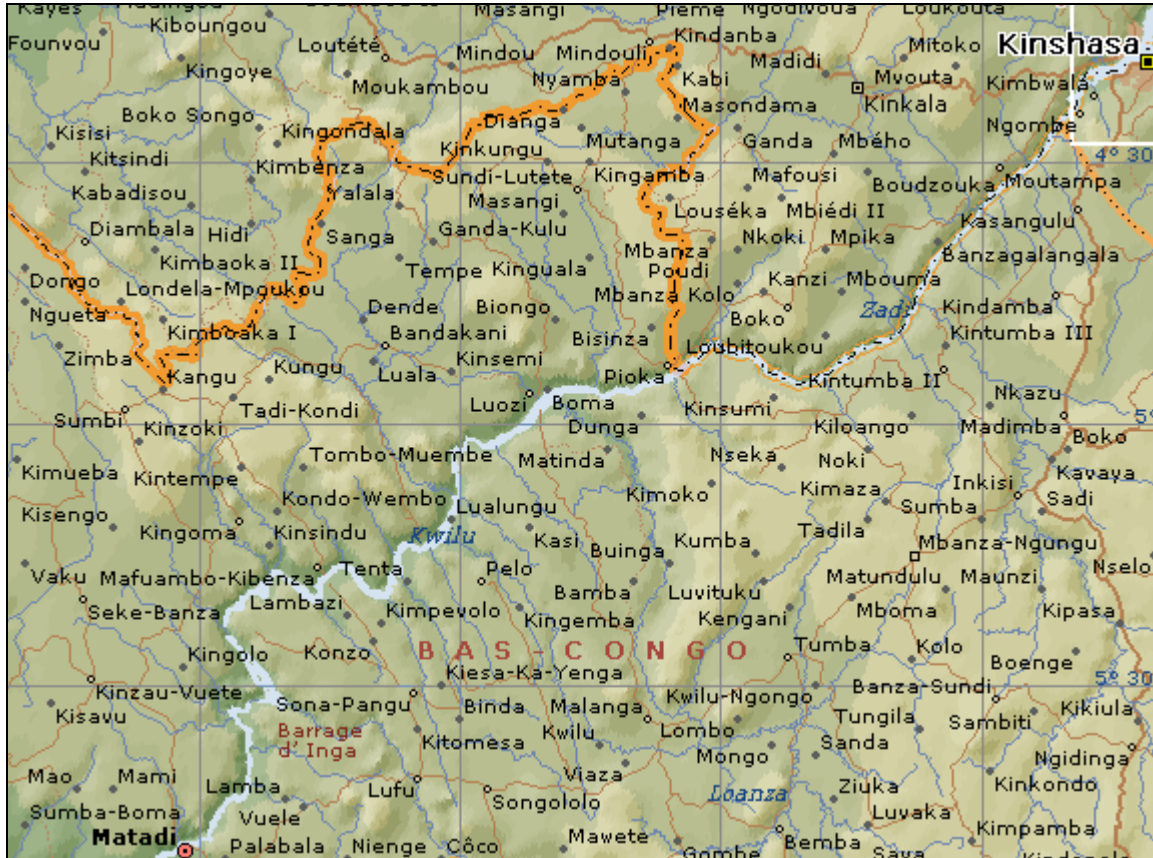 Kayes
Kiboungou
Masangi
Pieme
Ngodivoua
Loukouta
Founvou
Loutété
Mindou
Mindouli
Kindanba
Mitoko
Kinshasa
Kingoye
Moukambou
Nyamba
Kabi
Madidi
Mvouta
Kimbwala
Boko Songo
Kingondala
Dianga
Masondama
Kinkala
Ngombe
Kisisi
Kitsindi
Kimbenza
Kinkungu
Mutanga
Ganda
Mbého
4° 30
Kabadisou
Yalala
Sundi-Lutete
Kingamba
Mafousi
Boudzouka
Moutampa
Masangi
Louséka
Mbiédi II
Kasangulu
Diambala
Hidi
Sanga
Ganda-Kulu
Mbanza
Poudi
Nkoki
Mpika
Banzagalangala
Kimbaoka II
Dongo
Londela-Mpoukou
Tempe
Kinguala
Mbanza
Kolo
Kanzi
Mbouma
Kindamba
Ngueta
Dende
Biongo
Boko
Zadi
Kimboaka I
Bandakani
Bisinza
Loubitoukou
Kintumba III
Zimba
Kangu
Kungu
Luala
Kinsemi
Pioka
Kintumba II
Nkazu
Sumbi
Tadi-Kondi
Luozi
Boma
Kinsumi
5°
Kinzoki
Dunga
Kiloango
Madimba
Boko
Kimueba
Kintempe
Tombo-Muembe
Matinda
Nseka
Noki
Kavaya
Kondo-Wembo
Kimoko
Kimaza
Inkisi
Sadi
Kisengo
Kingoma
Kinsindu
Lualungu
Sumba
Kwilu
Kasi
Buinga
Kumba
Tadila
Mbanza-Ngungu
Vaku
Mafuambo-Kibenza
Tenta
Pelo
Bamba
Luvituku
Matundulu
Maunzi
Nselo
Seke-Banza
Lambazi
Kimpevolo
Kingemba
Kengani
Mboma
Kipasa
Kingolo
Konzo
BAS-CONGO
Tumba
Kolo
Boenge
Kiesa-Ka-Yenga
Kinzau-Vuete
Sona-Pangu
Binda
Malanga
Kwilu-Ngongo
Banza-Sundi
5° 30
Kisavu
Barrage
d' Inga
Kitomesa
Kwilu
Lombo
Tungila
Sambiti
Kikiula
Mongo
Sanda
Ngidinga
Mao
Mami
Lamba
Lufu
Viaza
Loanza
Ziuka
Kinkondo
Sumba-Boma
Vuele
Songololo
Luvaka
Matadi
Palabala
Nienge
Côco
Mawete
Bemba
Kimpamba
Gombe
Saya